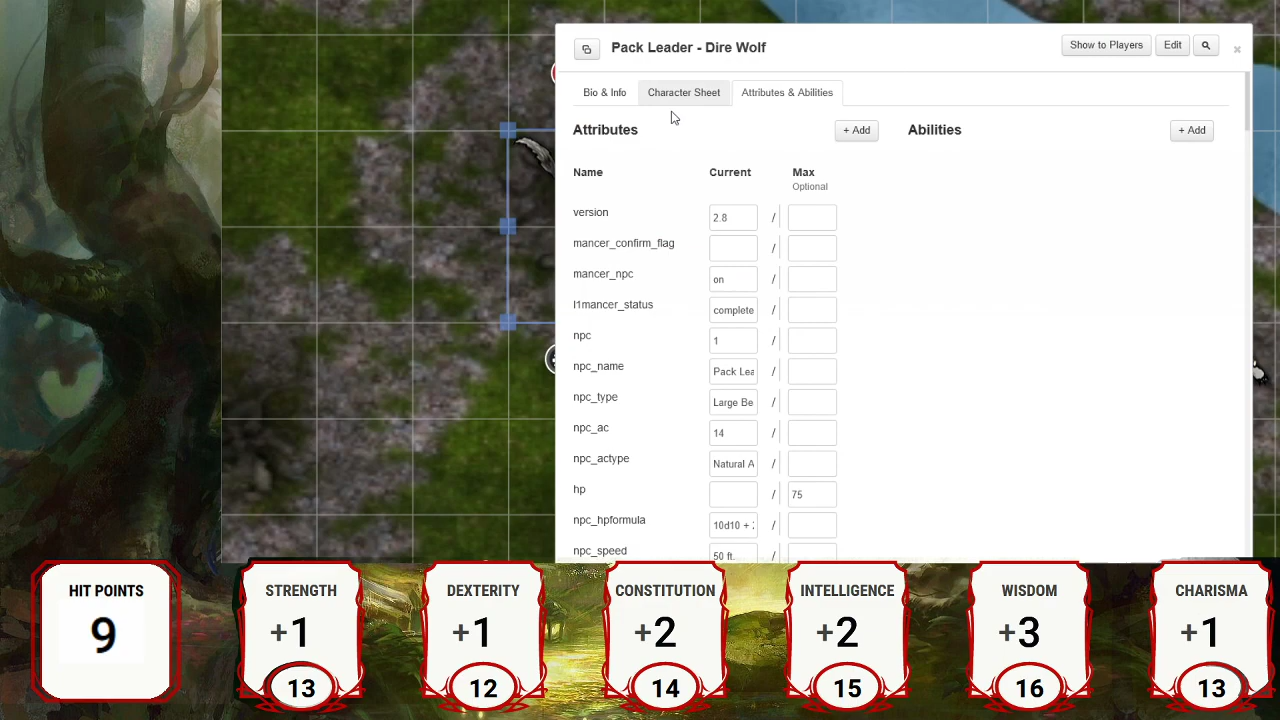 Pack Leader - Dire Wolf
Show to Players Edit
Bio & Info Character Sheet Attributes & Abilities
Attributes + Add Abilities + Add
Name Current Max
Optional
version 2.8 /
mancer_confirm_flag /
mancer_npc on /
l1mancer_status complete /
npc 1 /
npc_name Pack Lea /
npc_type Large Be /
npc_ac 14 /
npc_actype Natural A /
hp / 75
npc_hpformula 10d10 + /
npc_speed 50 ft. /
HIT POINTS STRENGTH DEXTERITY CONSTITUTION INTELLIGENCE WISDOM CHARISMA
9 +1 +1 +2 +2 +3 +1
13 12 14 15 16 13